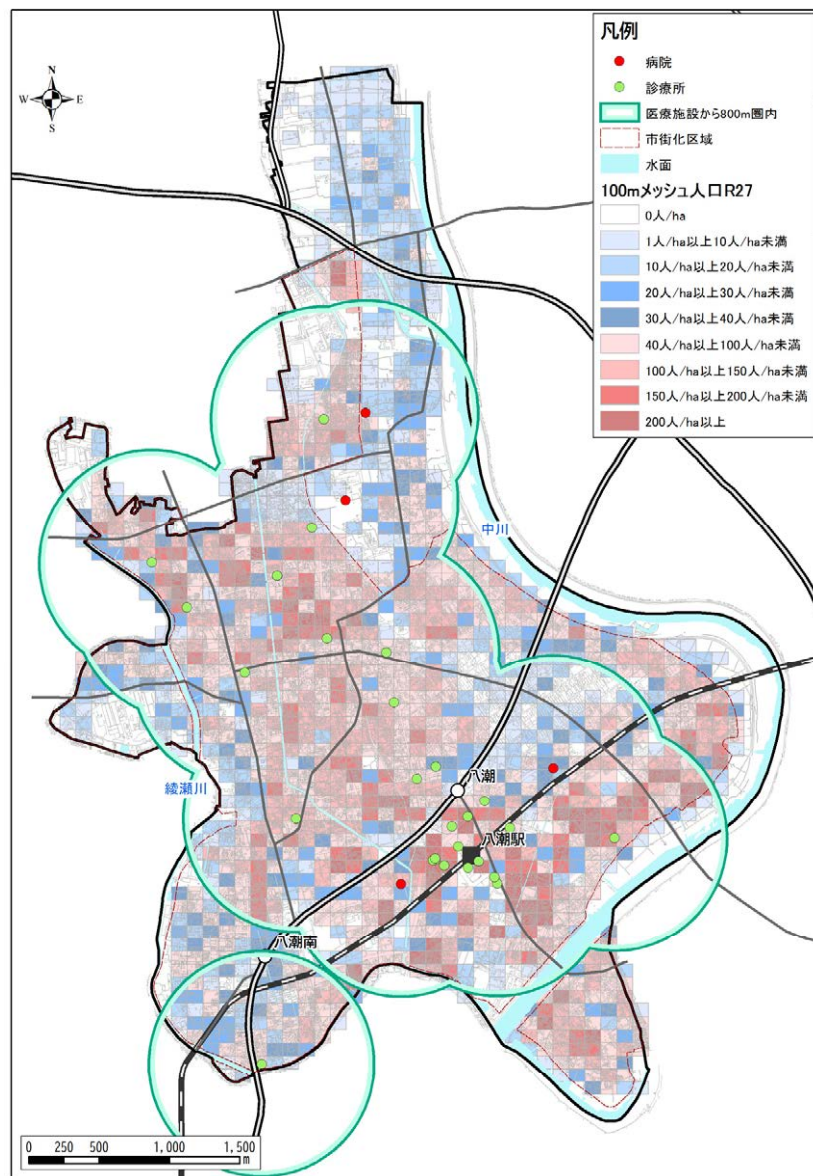 凡例
病院
診療所
医療施設から800m圏内
市街化区域
水面
100mメッシュ人口R27
0人/ha
1人/ha以上10人/ha未満
10人/ha以上20人/ha未満
20人/ha以上30人/ha未満
30人/ha以上40人/ha未満
40人/ha以上100人/ha未満
100人/ha以上150人/ha未満
150人/ha以上200人/ha未満
200人/ha以上
N
W E
S
中川
綾瀬川
八潮
八潮駅
八潮南
0 250 500 1,000 1,500
m